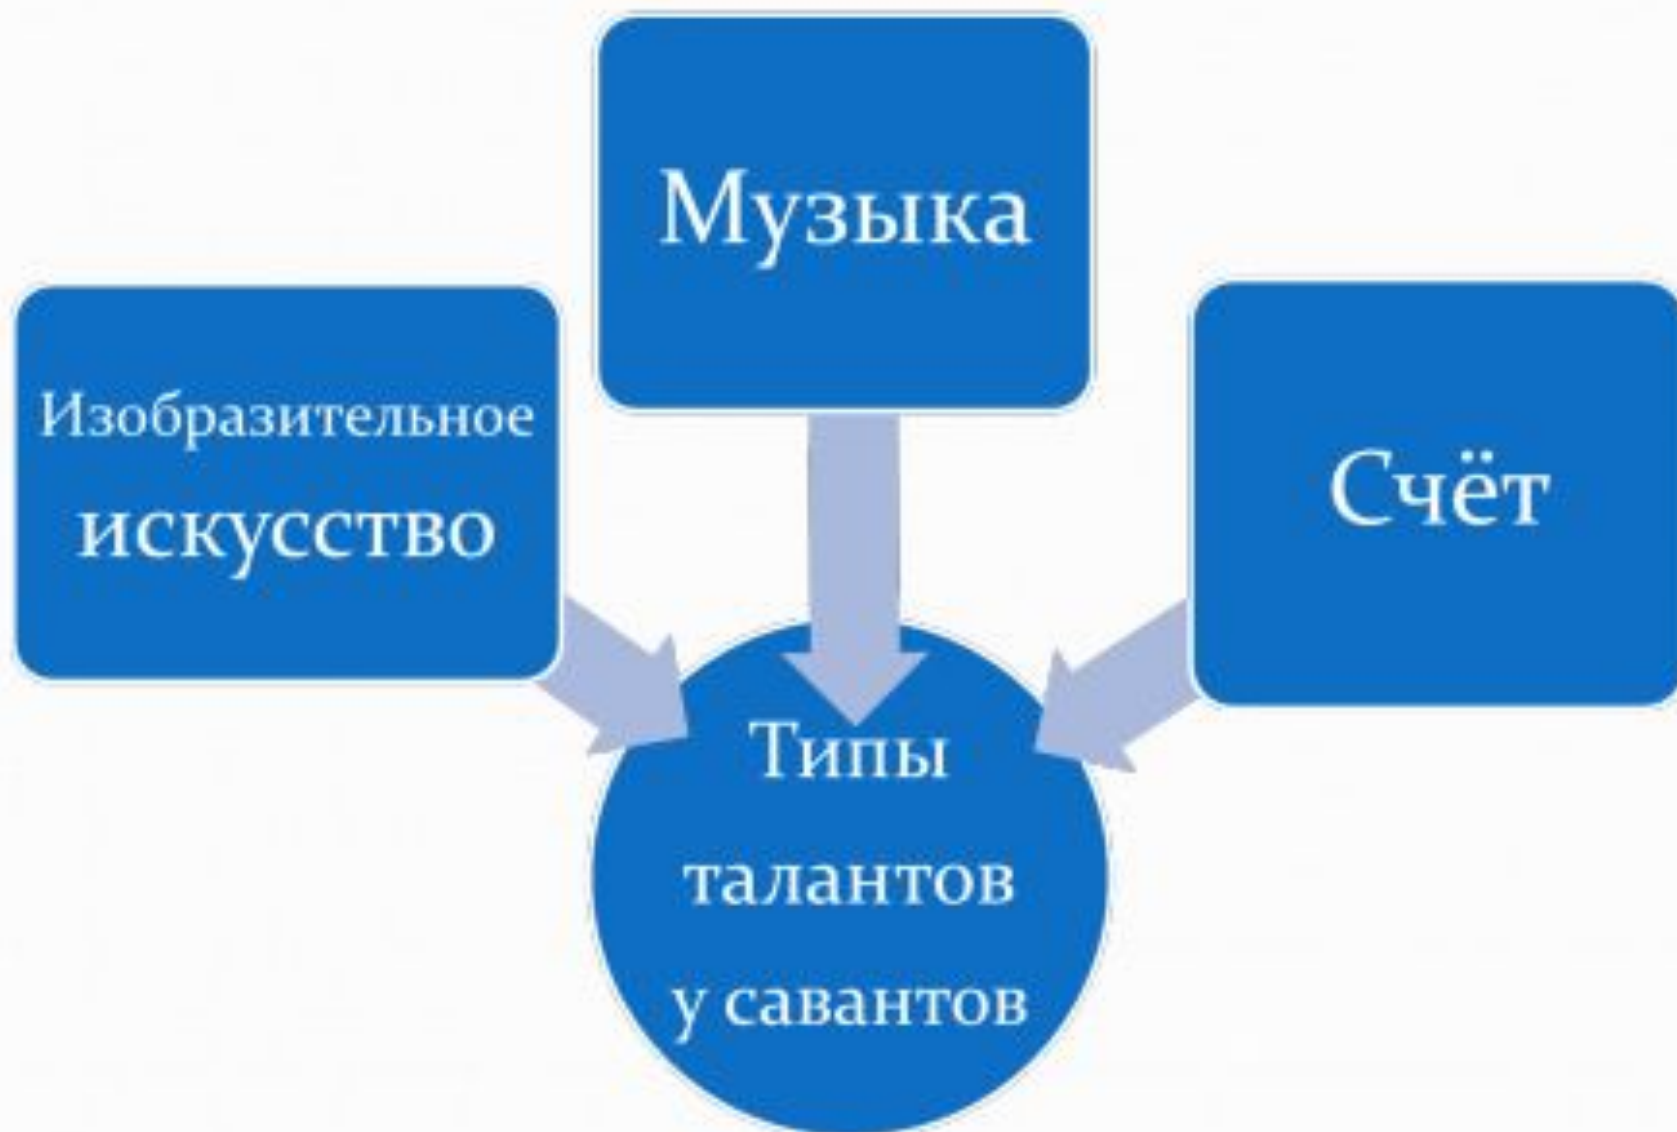 Музыка
Изобразительное
искусство
Счёт
Типы
талантов
у савантов